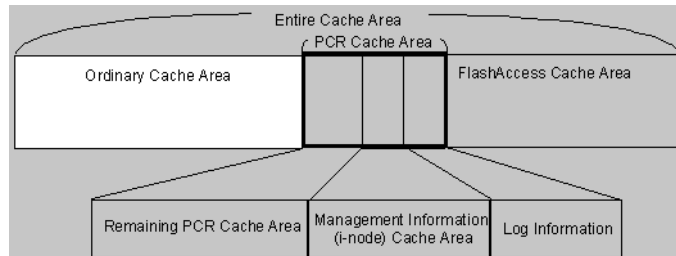 Entire Cache Area
PCR Cache Area
Ordinary Cache Area
FlashAccess Cache Area
Remaining PCR Cache Area
Management Information
(i-node) Cache Area
Log Information